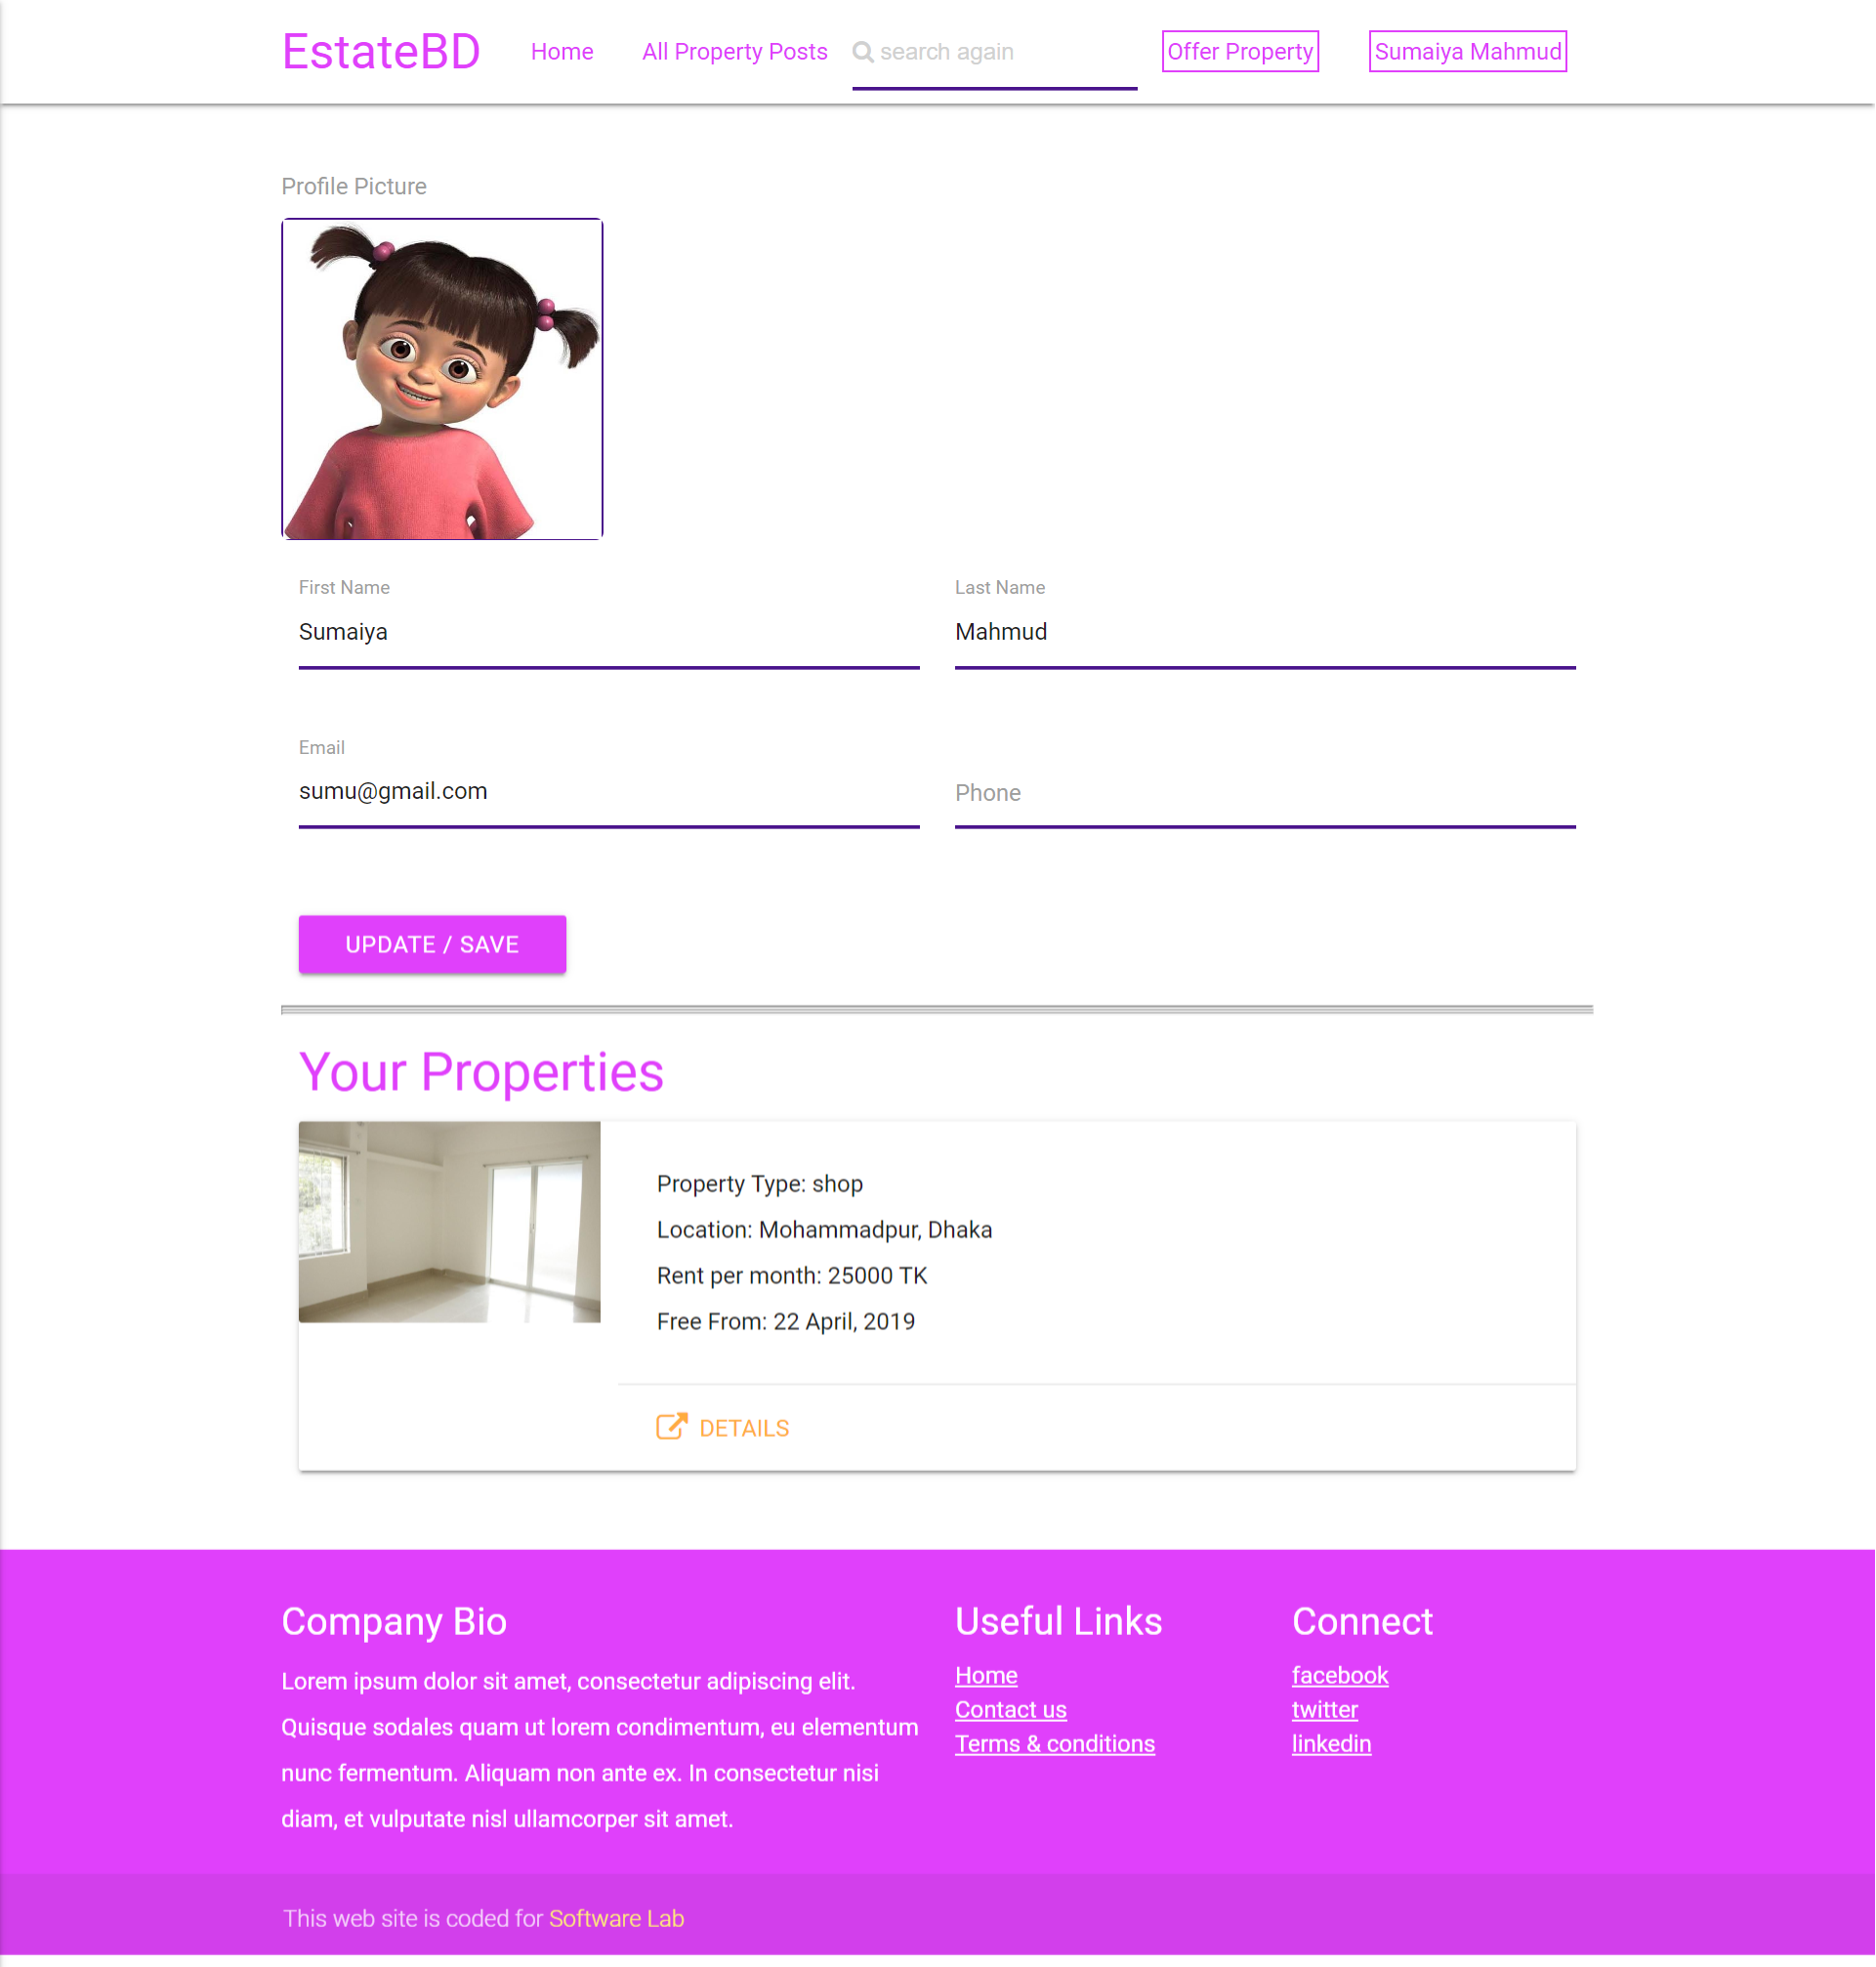 EstateBD Home All Property Posts search again Offer Property Sumaiya Mahmud
Profile Picture
First Name
Sumaiya
Last Name
Mahmud
Email
sumu@gmail.com
Phone
UPDATE / SAVE
Your Properties
Property Type: shop
Location: Mohammadpur, Dhaka
Rent per month: 25000 TK
Free From: 22 April, 2019
DETAILS
Company Bio
Lorem ipsum dolor sit amet, consectetur adipiscing elit.
Quisque sodales quam ut lorem condimentum, eu elementum
nunc fermentum. Aliquam non ante ex. In consectetur nisi
diam, et vulputate nisl ullamcorper sit amet.
Useful Links
Home
Contact us
Terms & conditions
Connect
facebook
twitter
linkedin
This web site is coded for Software Lab